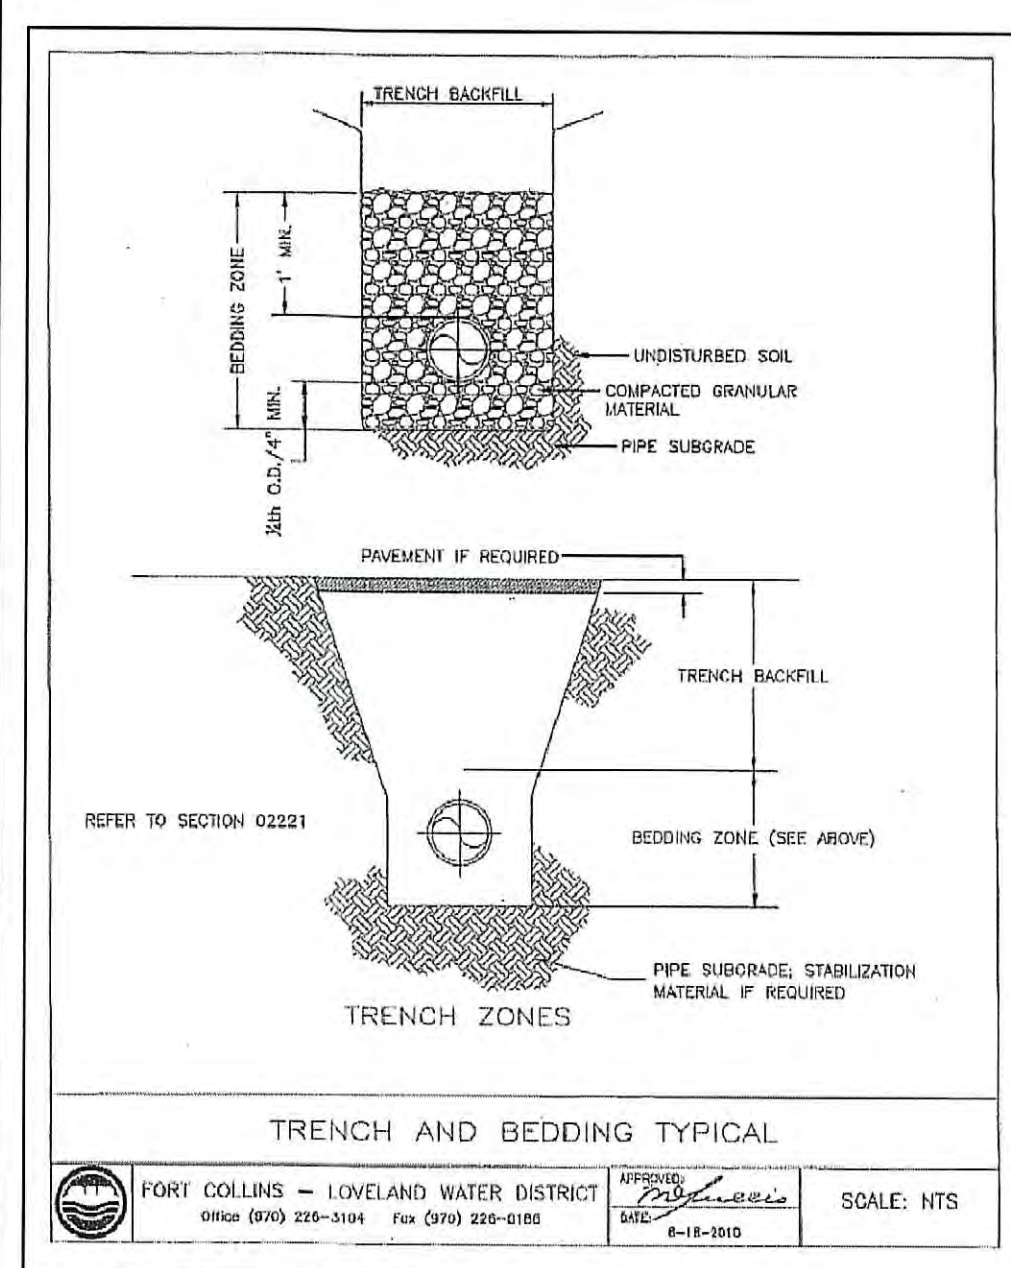 TRENCH BACKFILL
BEDDING ZONE
1' MIN.
O.D./4" MIN.
UNDISTURBED SOIL
COMPACTED GRANULAR
MATERIAL
PIPE SUBGRADE
PAVEMENT IF REQUIRED
TRENCH BACKFILL
REFER TO SECTION 02221
BEDDING ZONE (SEE ABOVE)
PIPE SUBGRADE; STABILIZATION
MATERIAL IF REQUIRED
TRENCH ZONES
TRENCH AND BEDDING TYPICAL
FORT COLLINS – LOVELAND WATER DISTRICT
Office (970) 226-3104 Fax (970) 226-0186
APPROVED:
DATE:
6-18-2010
SCALE: NTS